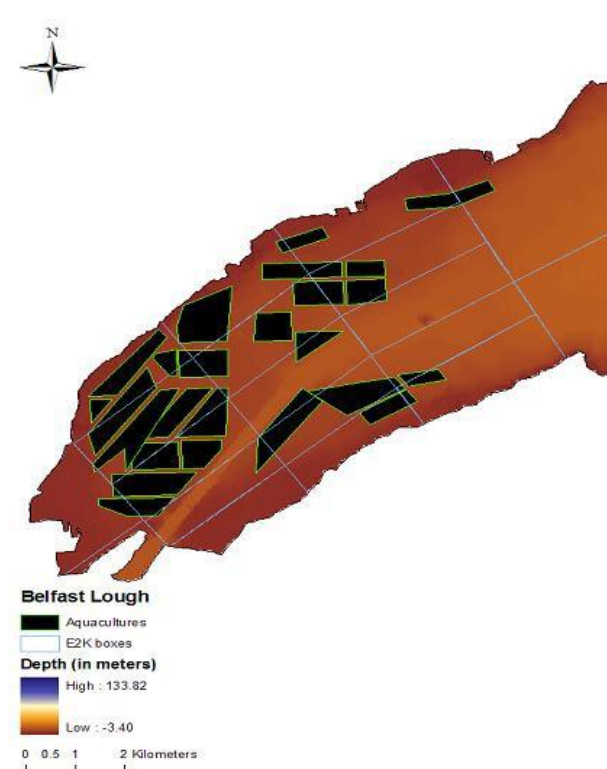 N
Belfast Lough
Aquacultures
E2K boxes
Depth (in meters)
High : 133.82
Low : -3.40
0 0.5 1 2 Kilometers